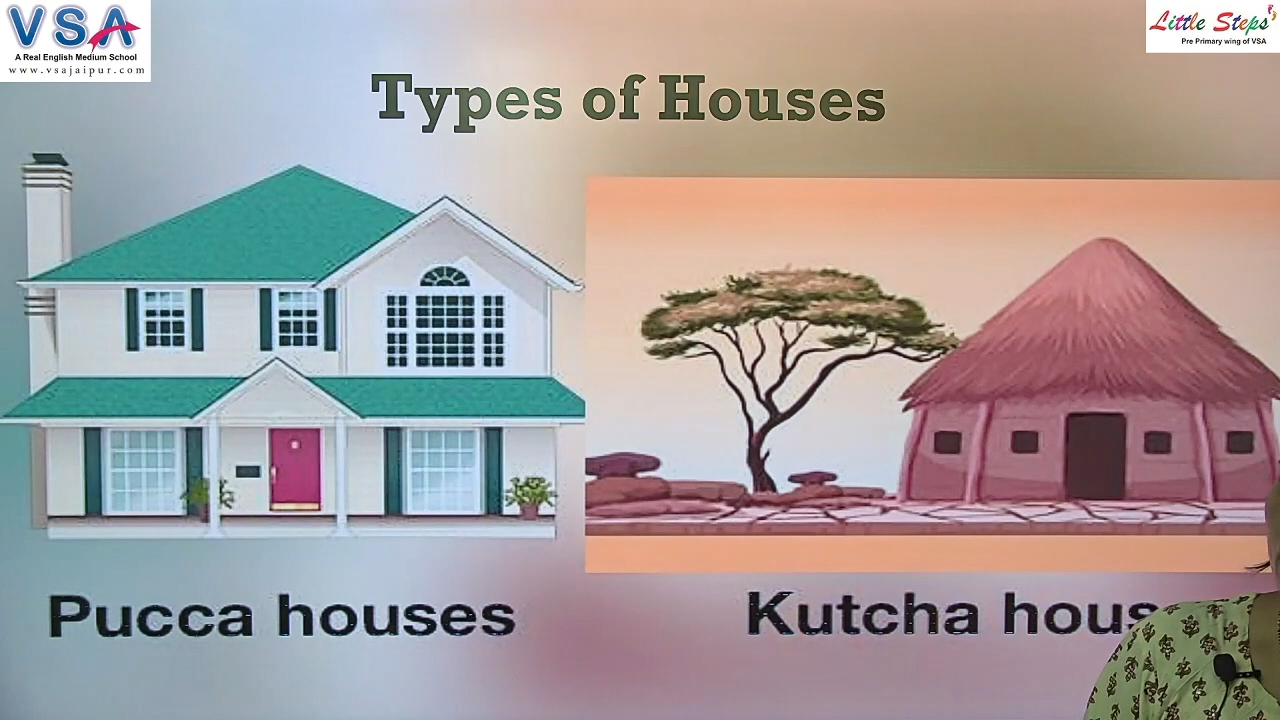 VSA
A Real English Medium School
www.vsajaipur.com
Little Steps
Pre Primary wing of VSA
Types of Houses
Pucca houses
Kutcha hous